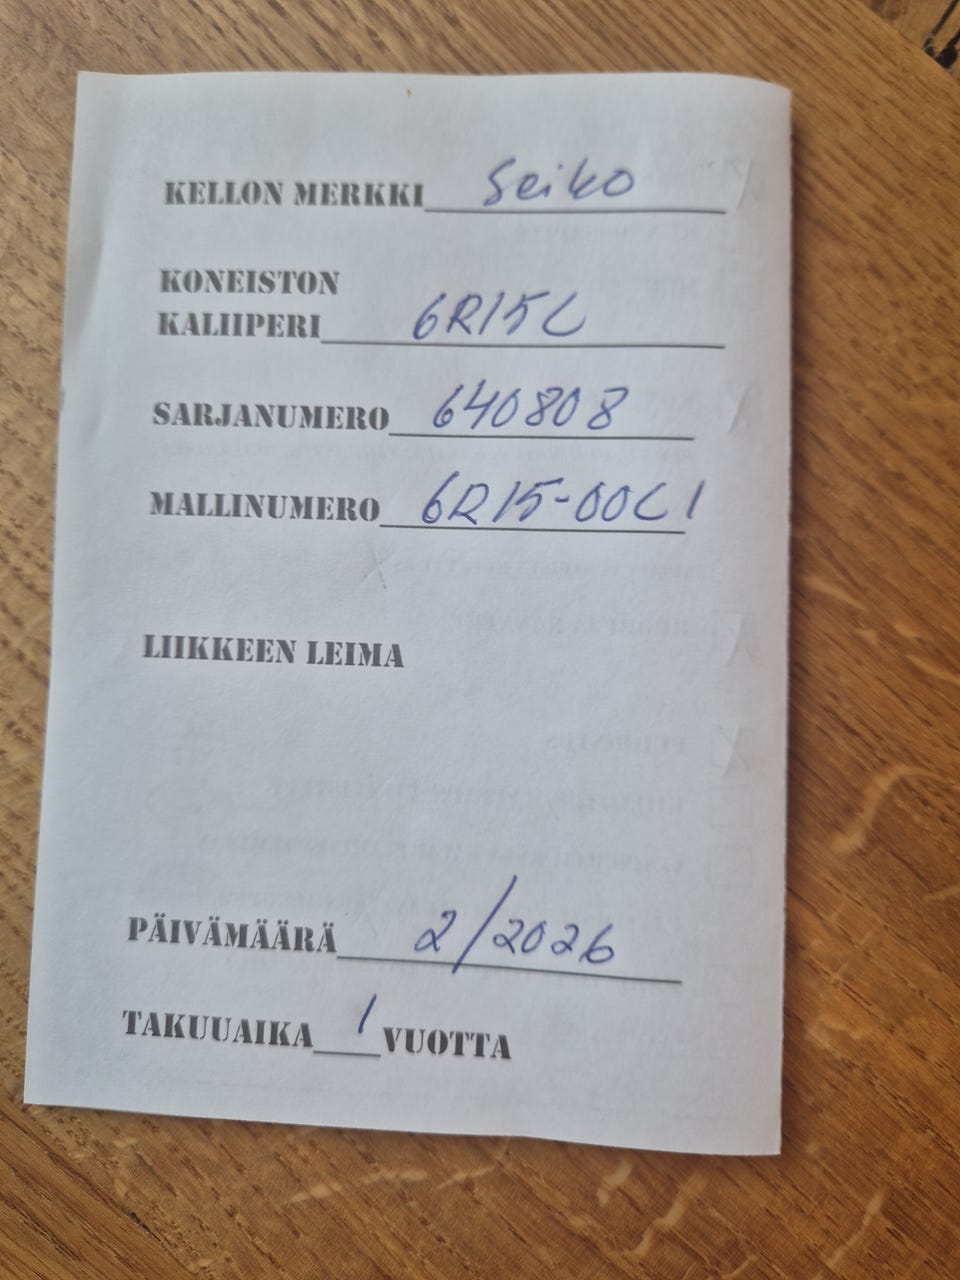 KELLON MERKKI Seiko
KONEISTON
KALIIPERI 6R15C
SARJANUMERO 640808
MALLINUMERO 6R15-00C1
LIIKKEEN LEIMA
PÄIVÄMÄÄRÄ 2/2026
TAKUUAIKA 1 VUOTTA